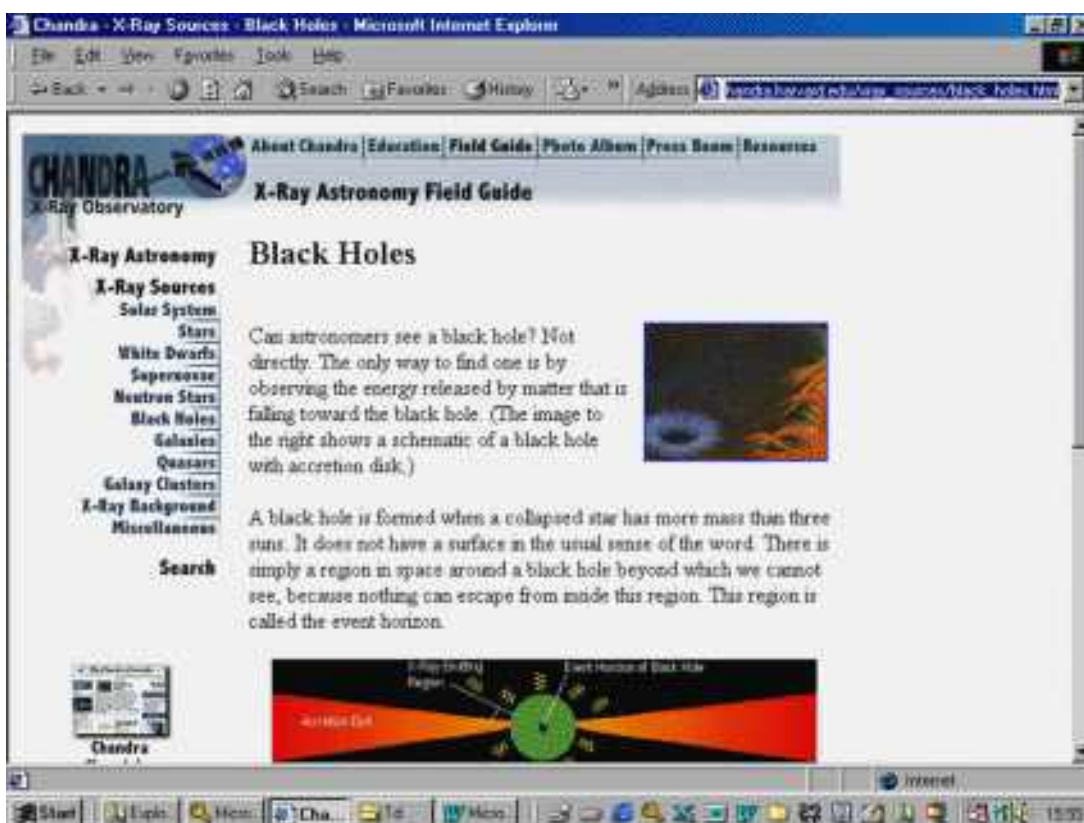 Chandra - X-Ray Sources - Black Holes - Microsoft Internet Explorer
File Edit View Favorites Tools Help
Back Search Favorites History Address
About Chandra Education Field Guide Photo Album Press Room Resources
CHANDRA
X-Ray Observatory
X-Ray Astronomy Field Guide
X-Ray Astronomy
X-Ray Sources
Solar System
Stars
White Dwarfs
Supernovae
Neutron Stars
Black Holes
Galaxies
Quasars
Galaxy Clusters
X-Ray Background
Miscellaneous
Search
Chandra
Black Holes
Can astronomers see a black hole? Not
directly. The only way to find one is by
observing the energy released by matter that is
falling toward the black hole. (The image to
the right shows a schematic of a black hole
with accretion disk.)
A black hole is formed when a collapsed star has more mass than three
suns. It does not have a surface in the usual sense of the word. There is
simply a region in space around a black hole beyond which we cannot
see, because nothing can escape from inside this region. This region is
called the event horizon.
X-Ray Emitting
Region
Event Horizon of Black Hole
Accretion Disk
Internet
Start Explo... Micro... Cha... Micro...